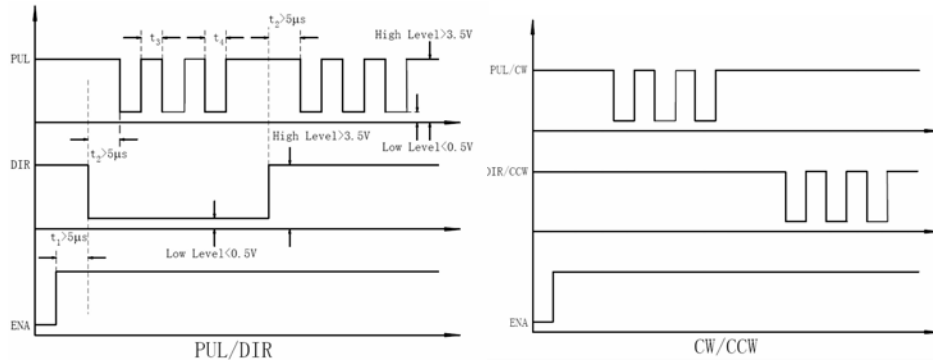 t2>5μs
t3
t4
High Level>3.5V
PUL
PUL/CW
High Level>3.5V
Low Level<0.5V
t2>5μs
DIR
DIR/CCW
t1>5μs
Low Level<0.5V
ENA
ENA
PUL/DIR
CW/CCW